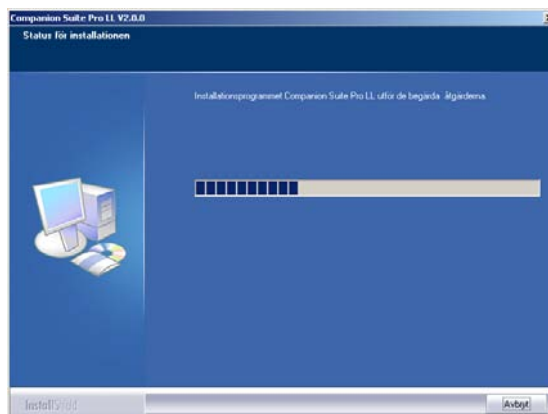 Companion Suite Pro LL V2.0.0
Status för installationen
Installationsprogrammet Companion Suite Pro LL utför de begärda åtgärderna.
InstallShield
Avbryt